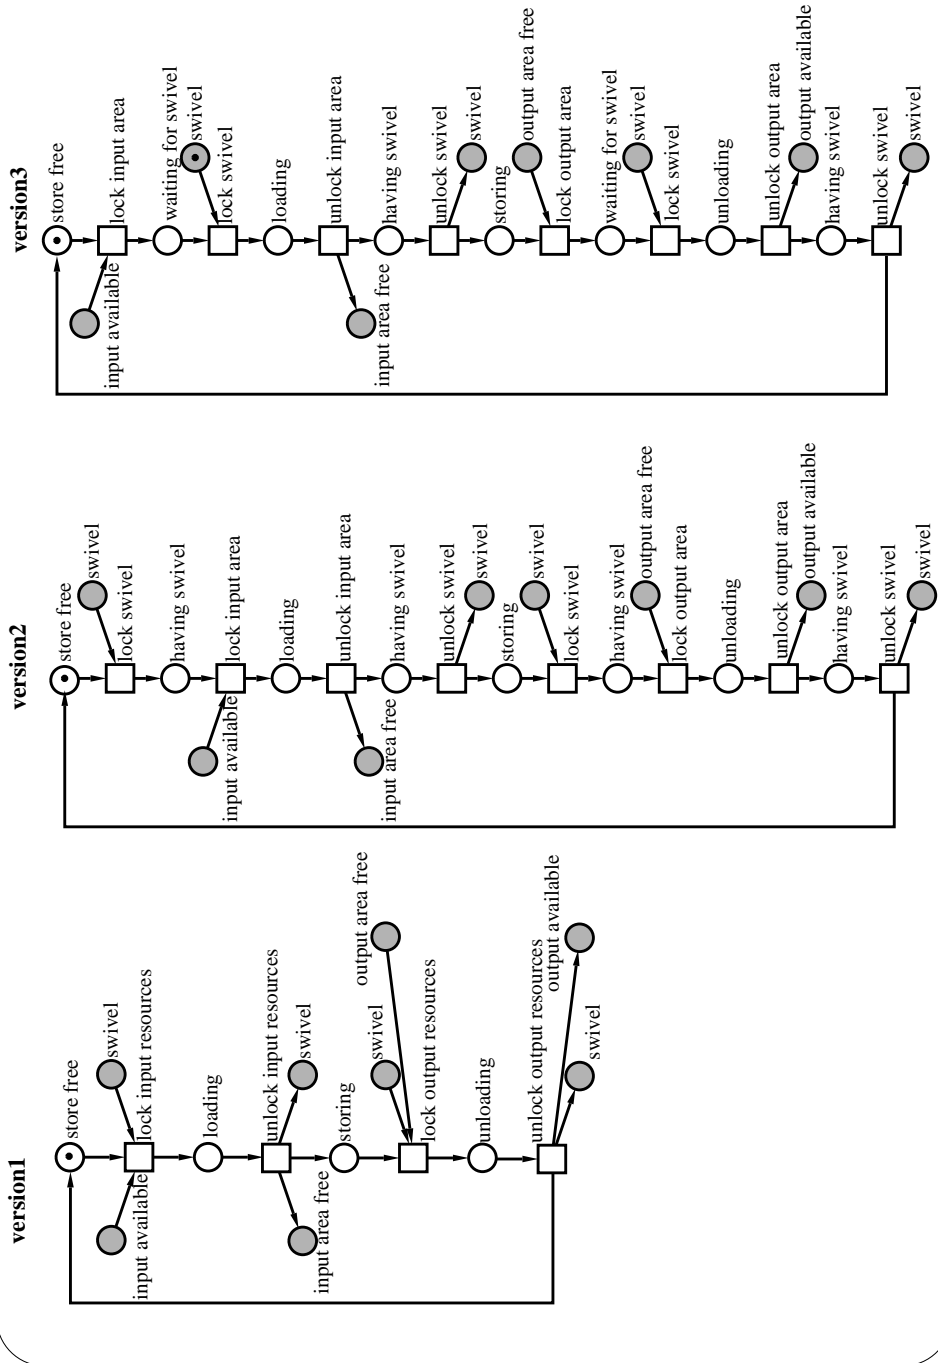 version3
store free
lock input area
input available
waiting for swivel
swivel
lock swivel
loading
unlock input area
input area free
having swivel
unlock swivel
swivel
storing
output area free
lock output area
waiting for swivel
swivel
lock swivel
unloading
unlock output area
output available
having swivel
unlock swivel
swivel
version2
store free
swivel
lock swivel
having swivel
lock input area
input available
loading
unlock input area
input area free
having swivel
unlock swivel
swivel
storing
swivel
lock swivel
having swivel
output area free
lock output area
unloading
unlock output area
output available
having swivel
unlock swivel
swivel
version1
store free
swivel
lock input resources
input available
loading
unlock input resources
swivel
input area free
storing
output area free
swivel
lock output resources
unloading
unlock output resources
output available
swivel